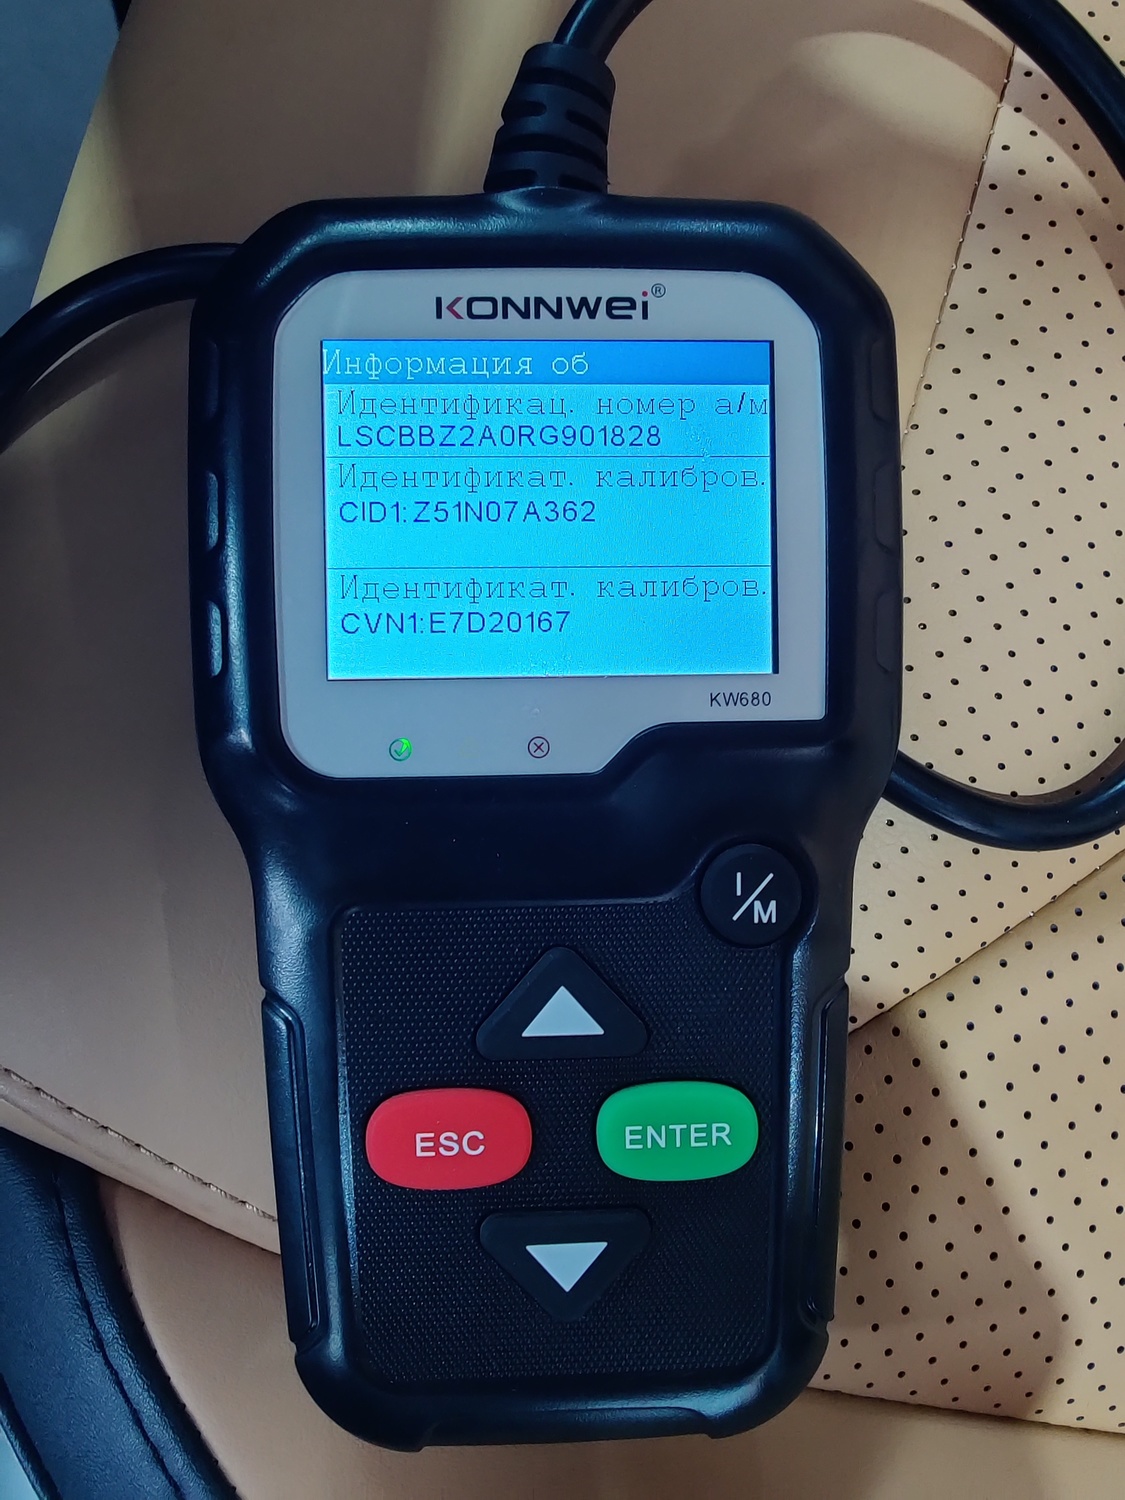 KONNWEI®
Информация об
Идентификац. номер а/м
LSCBBZ2A0RG901828
Идентификат. калибров.
CID1:Z51N07A362
Идентификат. калибров.
CVN1:E7D20167
KW680
I/M
ESC
ENTER